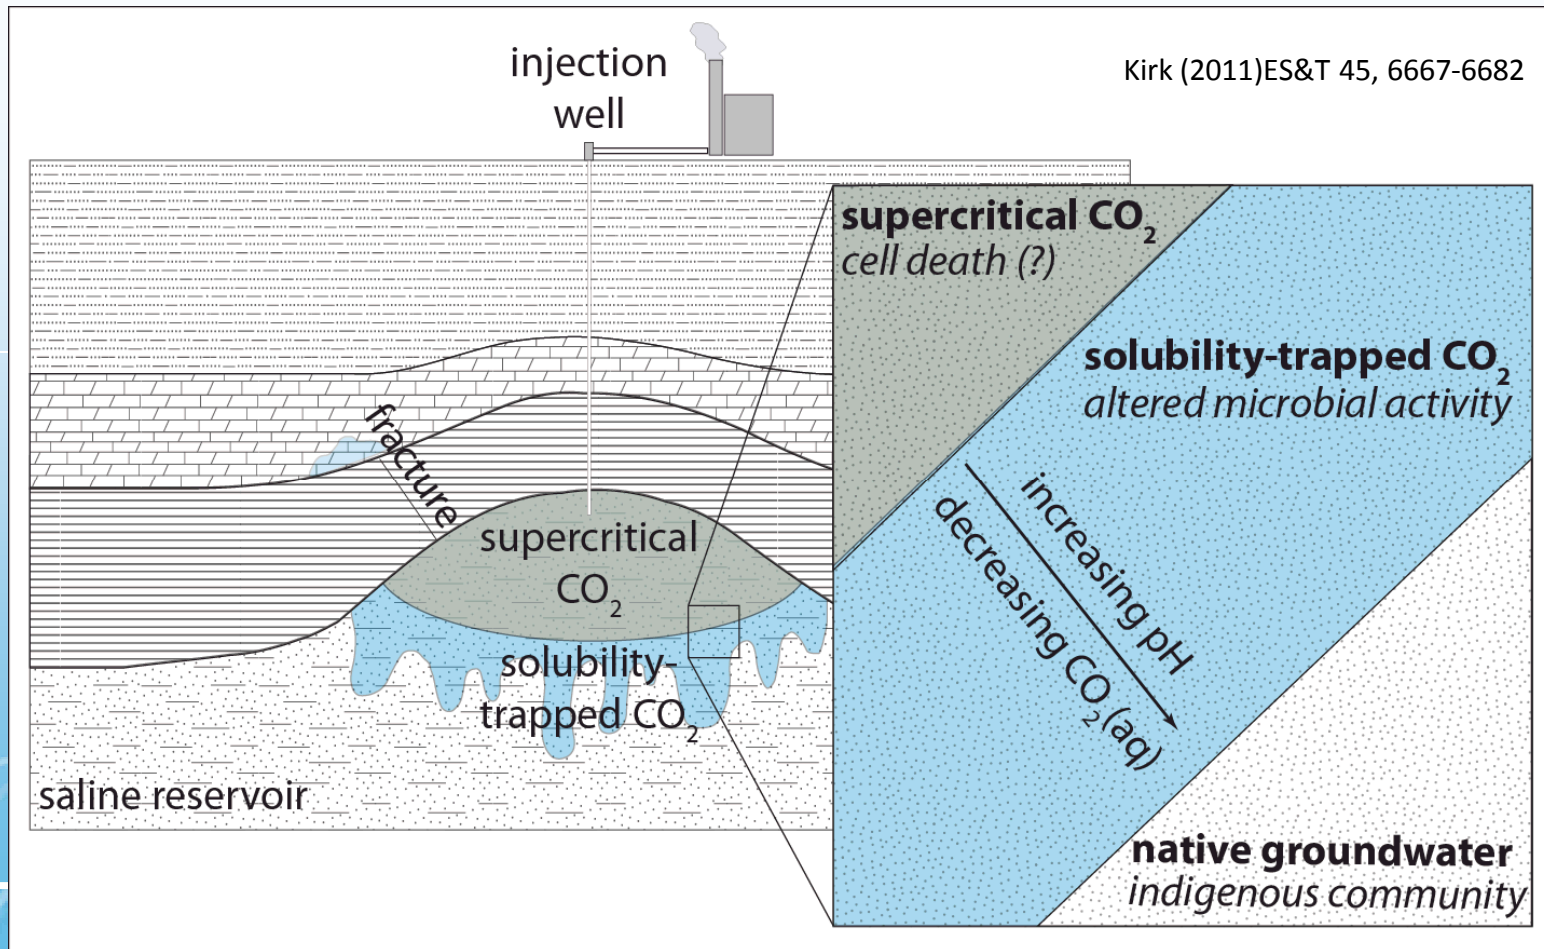 injection
well
Kirk (2011)ES&T 45, 6667-6682
fracture
supercritical
CO₂
solubility-
trapped CO₂
saline reservoir
supercritical CO₂
cell death (?)
solubility-trapped CO₂
altered microbial activity
increasing pH
decreasing CO₂(aq)
native groundwater
indigenous community